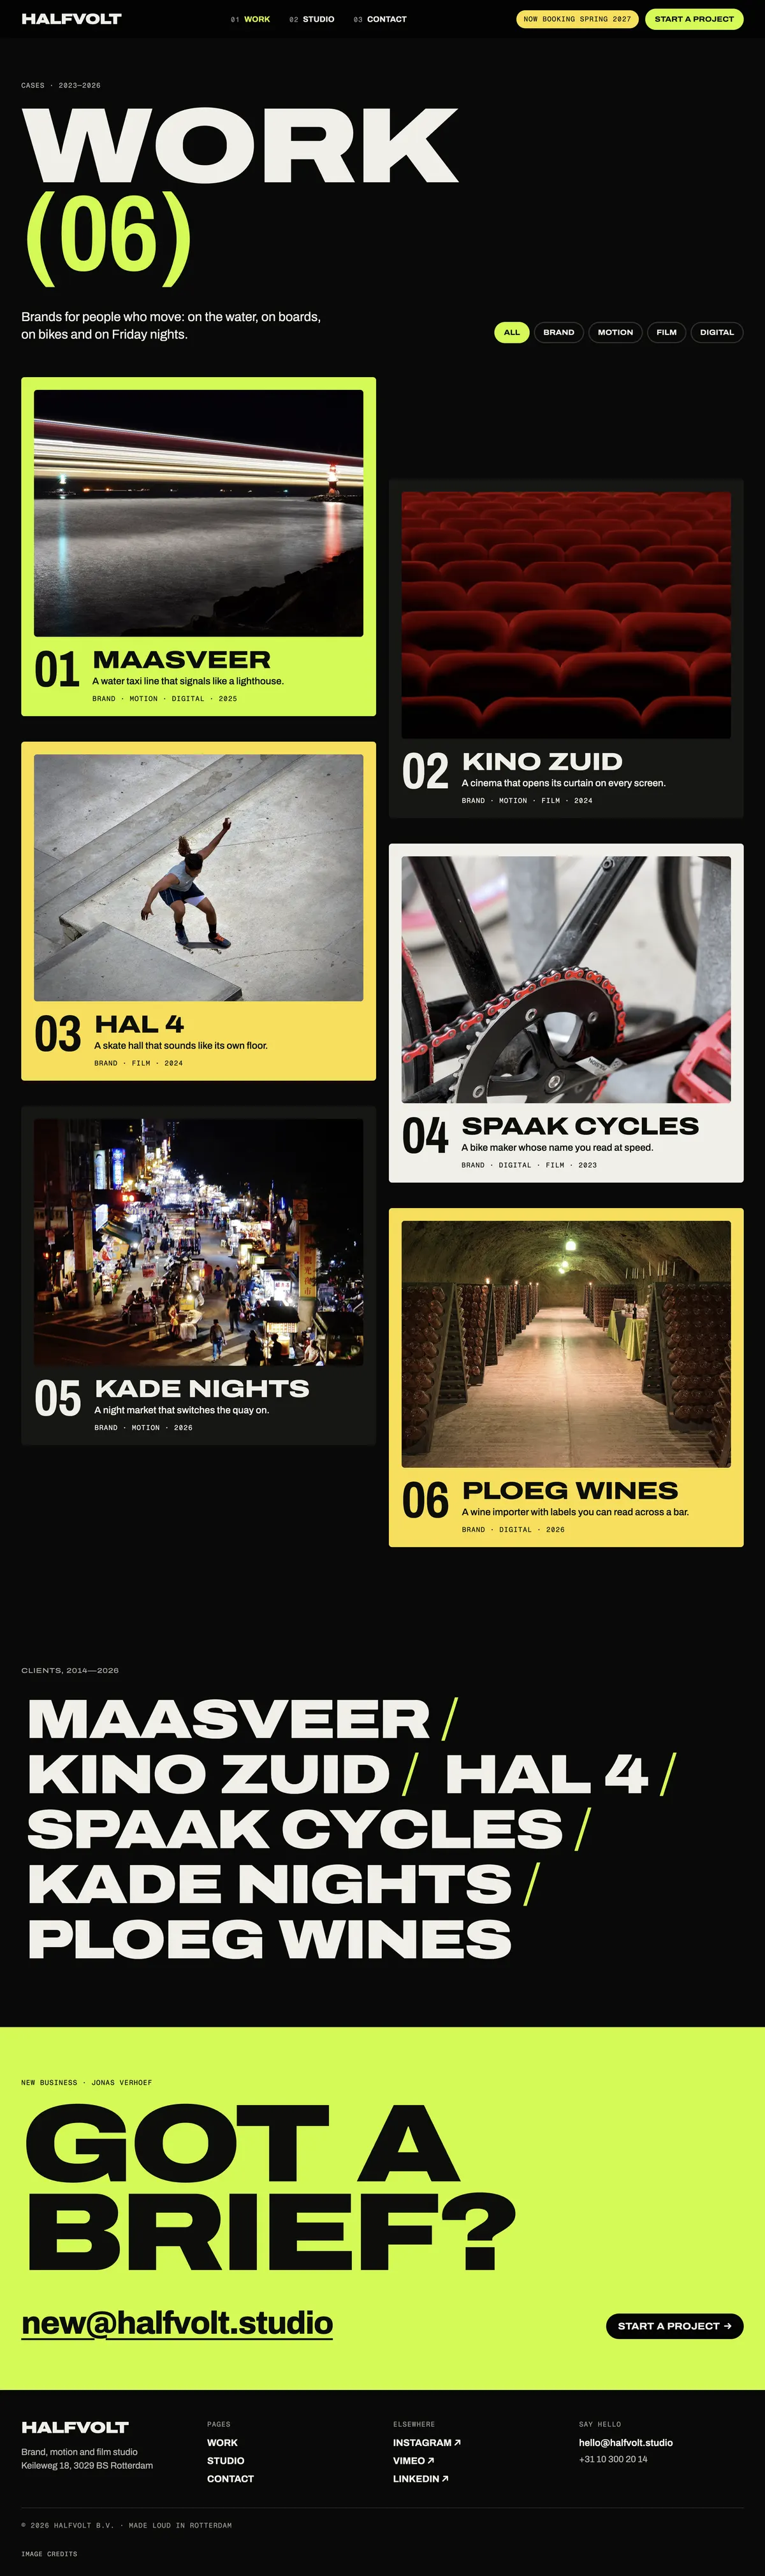 HALFVOLT
01 WORK
02 STUDIO
03 CONTACT
NOW BOOKING SPRING 2027
START A PROJECT
CASES · 2023—2026
WORK
(06)
Brands for people who move: on the water, on boards,
on bikes and on Friday nights.
ALL
BRAND
MOTION
FILM
DIGITAL
01 MAASVEER
A water taxi line that signals like a lighthouse.
BRAND · MOTION · DIGITAL · 2025
02 KINO ZUID
A cinema that opens its curtain on every screen.
BRAND · MOTION · FILM · 2024
03 HAL 4
A skate hall that sounds like its own floor.
BRAND · FILM · 2024
04 SPAAK CYCLES
A bike maker whose name you read at speed.
BRAND · DIGITAL · FILM · 2023
05 KADE NIGHTS
A night market that switches the quay on.
BRAND · MOTION · 2026
06 PLOEG WINES
A wine importer with labels you can read across a bar.
BRAND · DIGITAL · 2026
CLIENTS, 2014—2026
MAASVEER /
KINO ZUID / HAL 4 /
SPAAK CYCLES /
KADE NIGHTS /
PLOEG WINES
NEW BUSINESS · JONAS VERHOEF
GOT A
BRIEF?
new@halfvolt.studio
START A PROJECT →
HALFVOLT
Brand, motion and film studio
Keileweg 18, 3029 BS Rotterdam
PAGES
WORK
STUDIO
CONTACT
ELSEWHERE
INSTAGRAM ↗
VIMEO ↗
LINKEDIN ↗
SAY HELLO
hello@halfvolt.studio
+31 10 300 20 14
© 2026 HALFVOLT B.V. · MADE LOUD IN ROTTERDAM
IMAGE CREDITS